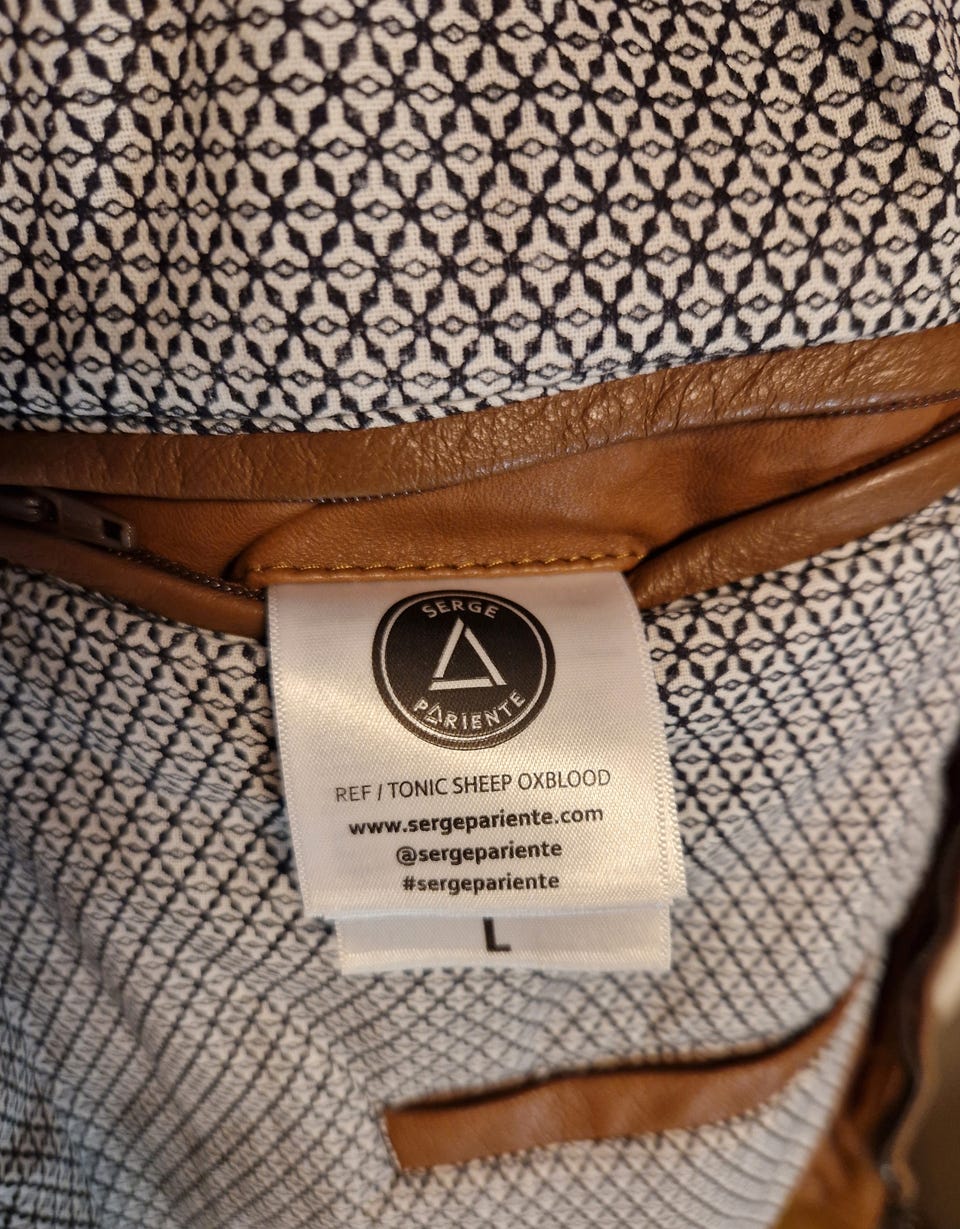 SERGE
PARIENTE
REF / TONIC SHEEP OXBLOOD
www.sergepariente.com
@sergepariente
#sergepariente
L